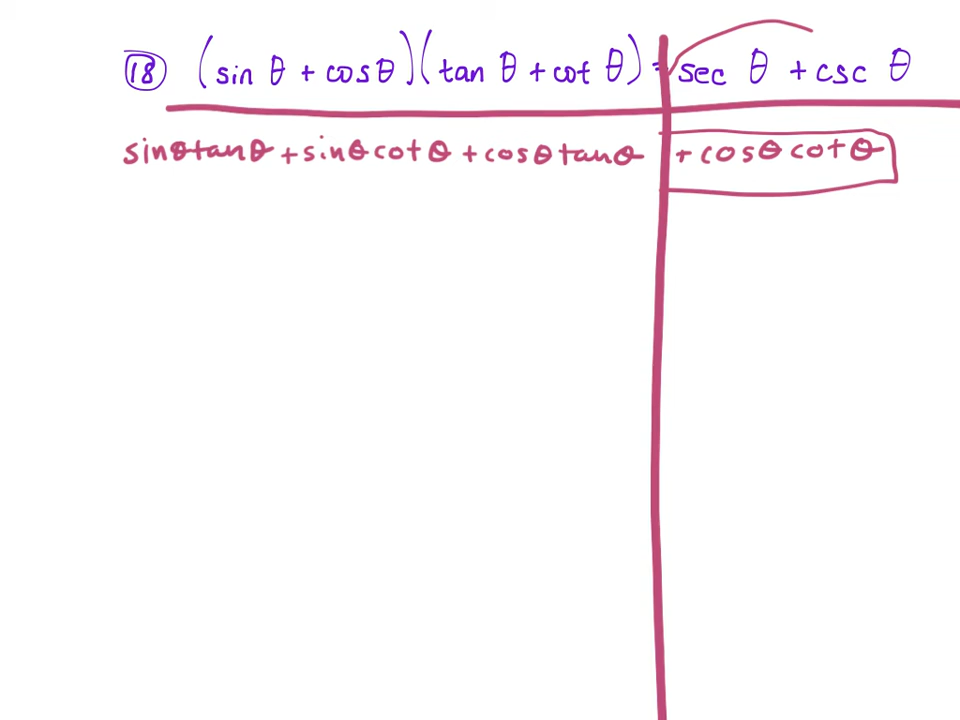 18 (sin θ + cos θ)(tan θ + cot θ) = sec θ + csc θ
sinθtanθ + sinθcotθ + cosθtanθ + cosθcotθ